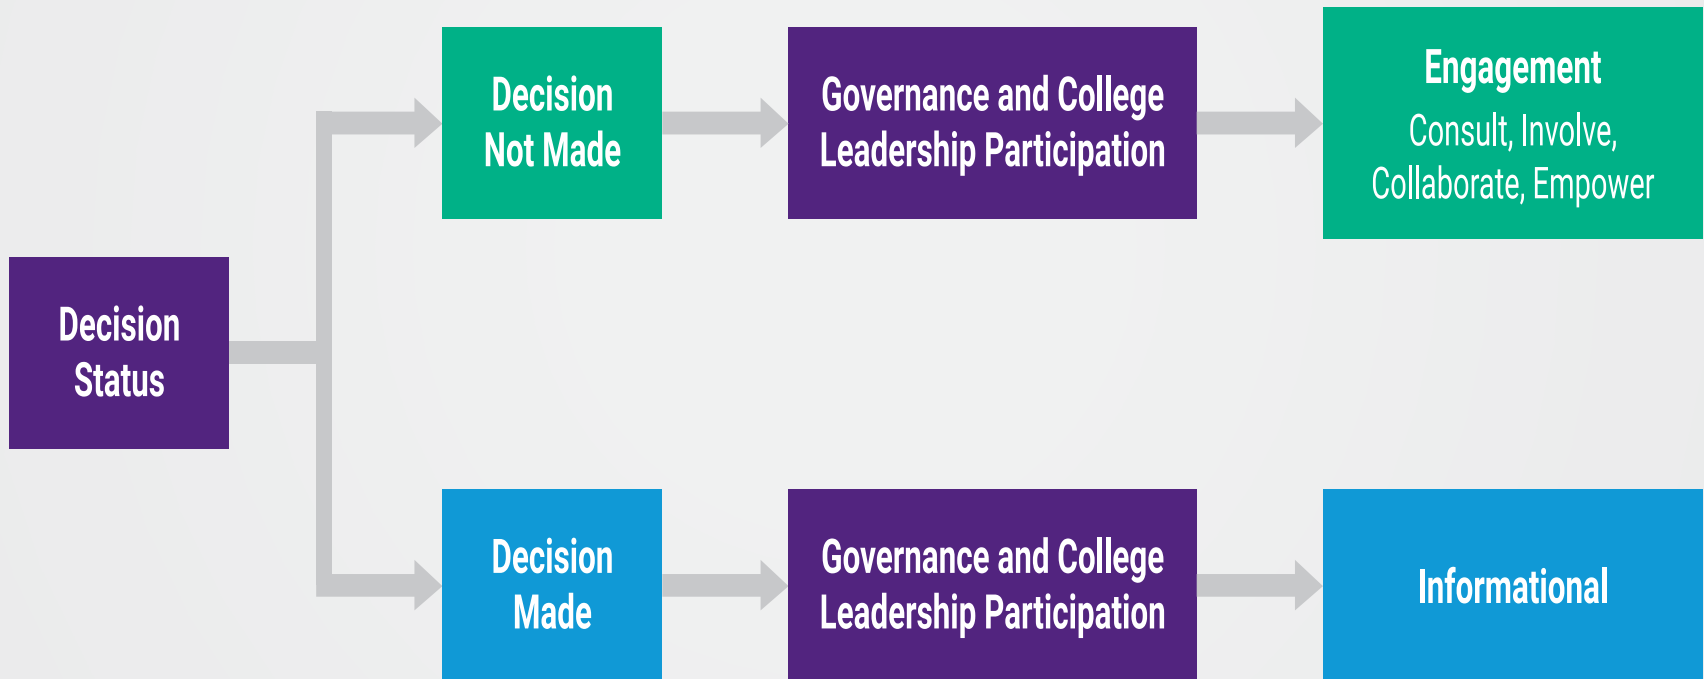 Decision
Status
Decision
Not Made
Governance and College
Leadership Participation
Engagement
Consult, Involve,
Collaborate, Empower
Decision
Made
Governance and College
Leadership Participation
Informational